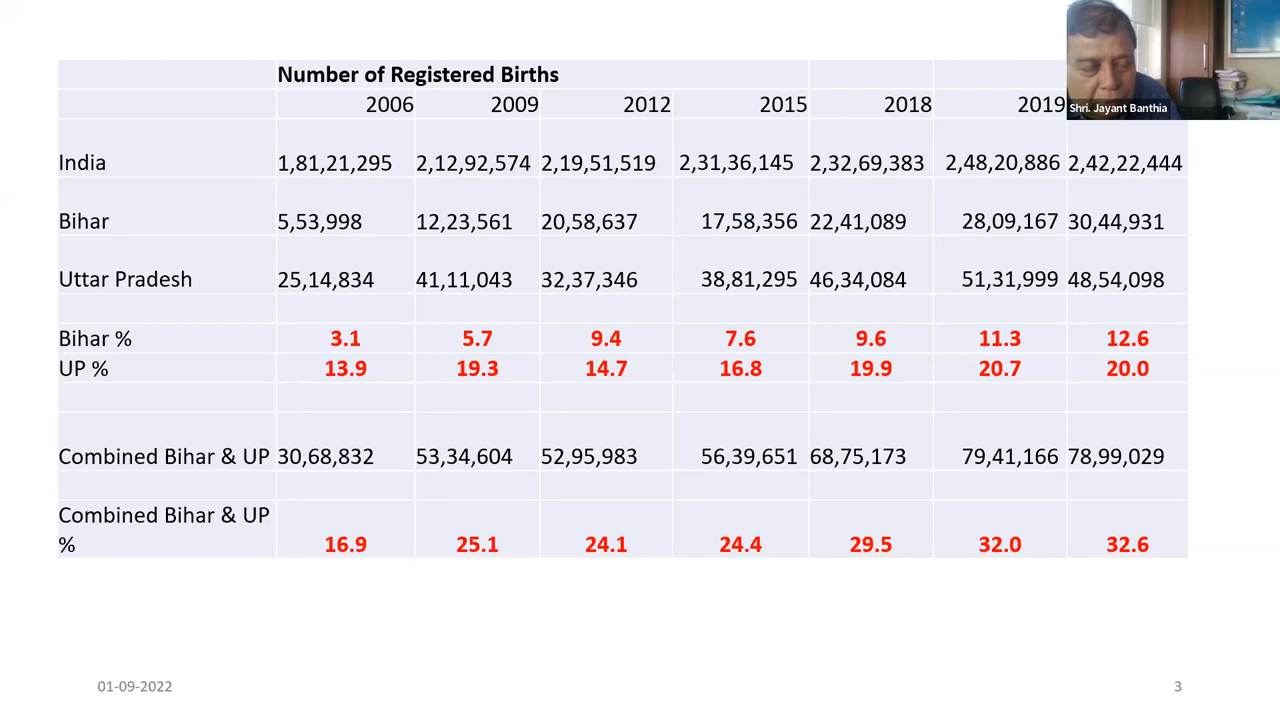 Number of Registered Births
2006 2009 2012 2015 2018 2019
Shri. Jayant Banthia
India 1,81,21,295 2,12,92,574 2,19,51,519 2,31,36,145 2,32,69,383 2,48,20,886 2,42,22,444
Bihar 5,53,998 12,23,561 20,58,637 17,58,356 22,41,089 28,09,167 30,44,931
Uttar Pradesh 25,14,834 41,11,043 32,37,346 38,81,295 46,34,084 51,31,999 48,54,098
Bihar % 3.1 5.7 9.4 7.6 9.6 11.3 12.6
UP % 13.9 19.3 14.7 16.8 19.9 20.7 20.0
Combined Bihar & UP 30,68,832 53,34,604 52,95,983 56,39,651 68,75,173 79,41,166 78,99,029
Combined Bihar & UP
% 16.9 25.1 24.1 24.4 29.5 32.0 32.6
01-09-2022 3